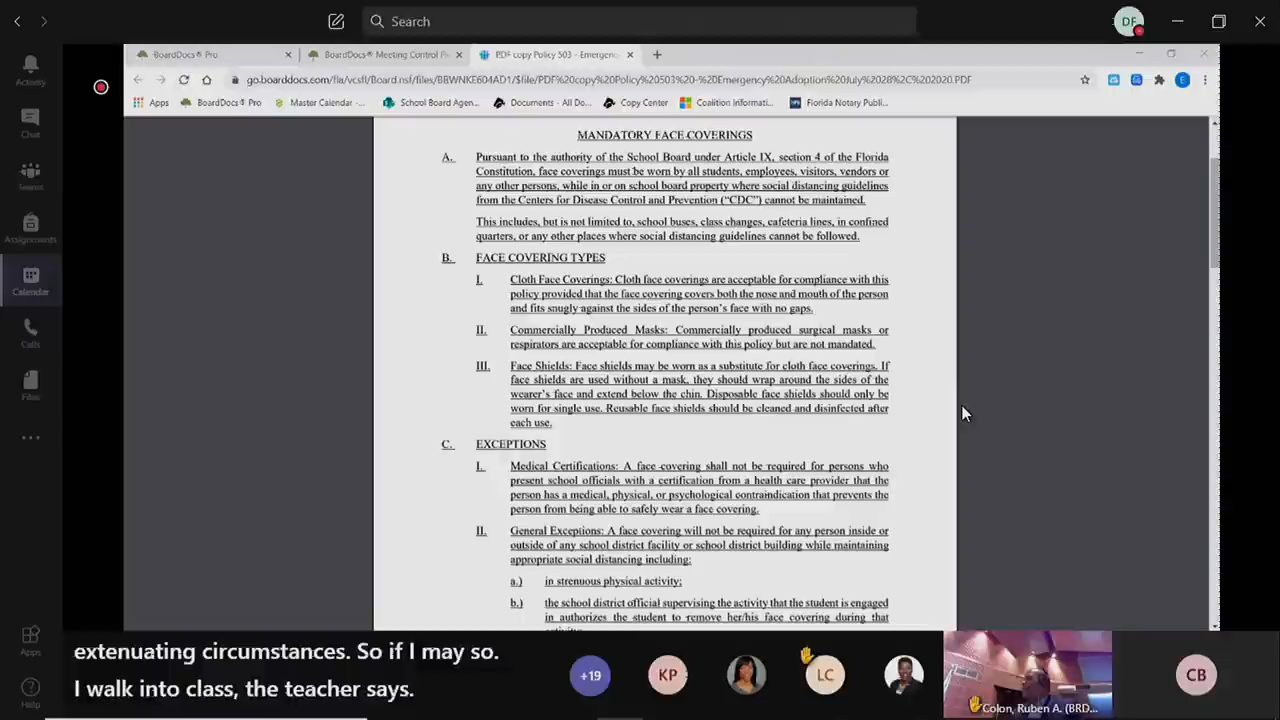 Search
DF
BoardDocs® Pro
BoardDocs® Meeting Control P
PDF copy Policy 503 - Emergenc
go.boarddocs.com/fla/vcsfl/Board.nsf/files/
Apps
BoardDocs® Pro
Master Calendar -...
School Board Agen...
Documents - All Do...
Copy Center
Coalition Informati...
Florida Notary Publi...
Activity
Chat
Assignments
Calendar
Calls
Files
Apps
Help
MANDATORY FACE COVERINGS
A. Pursuant to the authority of the School Board under Article IX, section 4 of the Florida
Constitution, face coverings must be worn by all students, employees, visitors, vendors or
any other persons, while in or on school board property where social distancing guidelines
from the Centers for Disease Control and Prevention ("CDC") cannot be maintained.
This includes, but is not limited to, school buses, class changes, cafeteria lines, in confined
quarters, or any other places where social distancing guidelines cannot be followed.
B. FACE COVERING TYPES
I. Cloth Face Coverings: Cloth face coverings are acceptable for compliance with this
policy provided that the face covering covers both the nose and mouth of the person
and fits snugly against the sides of the person's face with no gaps.
II. Commercially Produced Masks: Commercially produced surgical masks or
respirators are acceptable for compliance with this policy but are not mandated.
III. Face Shields: Face shields may be worn as a substitute for cloth face coverings. If
face shields are used without a mask, they should wrap around the sides of the
wearer's face and extend below the chin. Disposable face shields should only be
worn for single use. Reusable face shields should be cleaned and disinfected after
each use.
C. EXCEPTIONS
I. Medical Certifications: A face covering shall not be required for persons who
present school officials with a certification from a health care provider that the
person has a medical, physical, or psychological contraindication that prevents the
person from being able to safely wear a face covering.
II. General Exceptions: A face covering will not be required for any person inside or
outside of any school district facility or school district building while maintaining
appropriate social distancing including:
a.) in strenuous physical activity;
b.) the school district official supervising the activity that the student is engaged
in authorizes the student to remove her/his face covering during that
extenuating circumstances. So if I may so.
I walk into class, the teacher says.
+19
KP
LC
Colon, Ruben A. (BRD...
CB